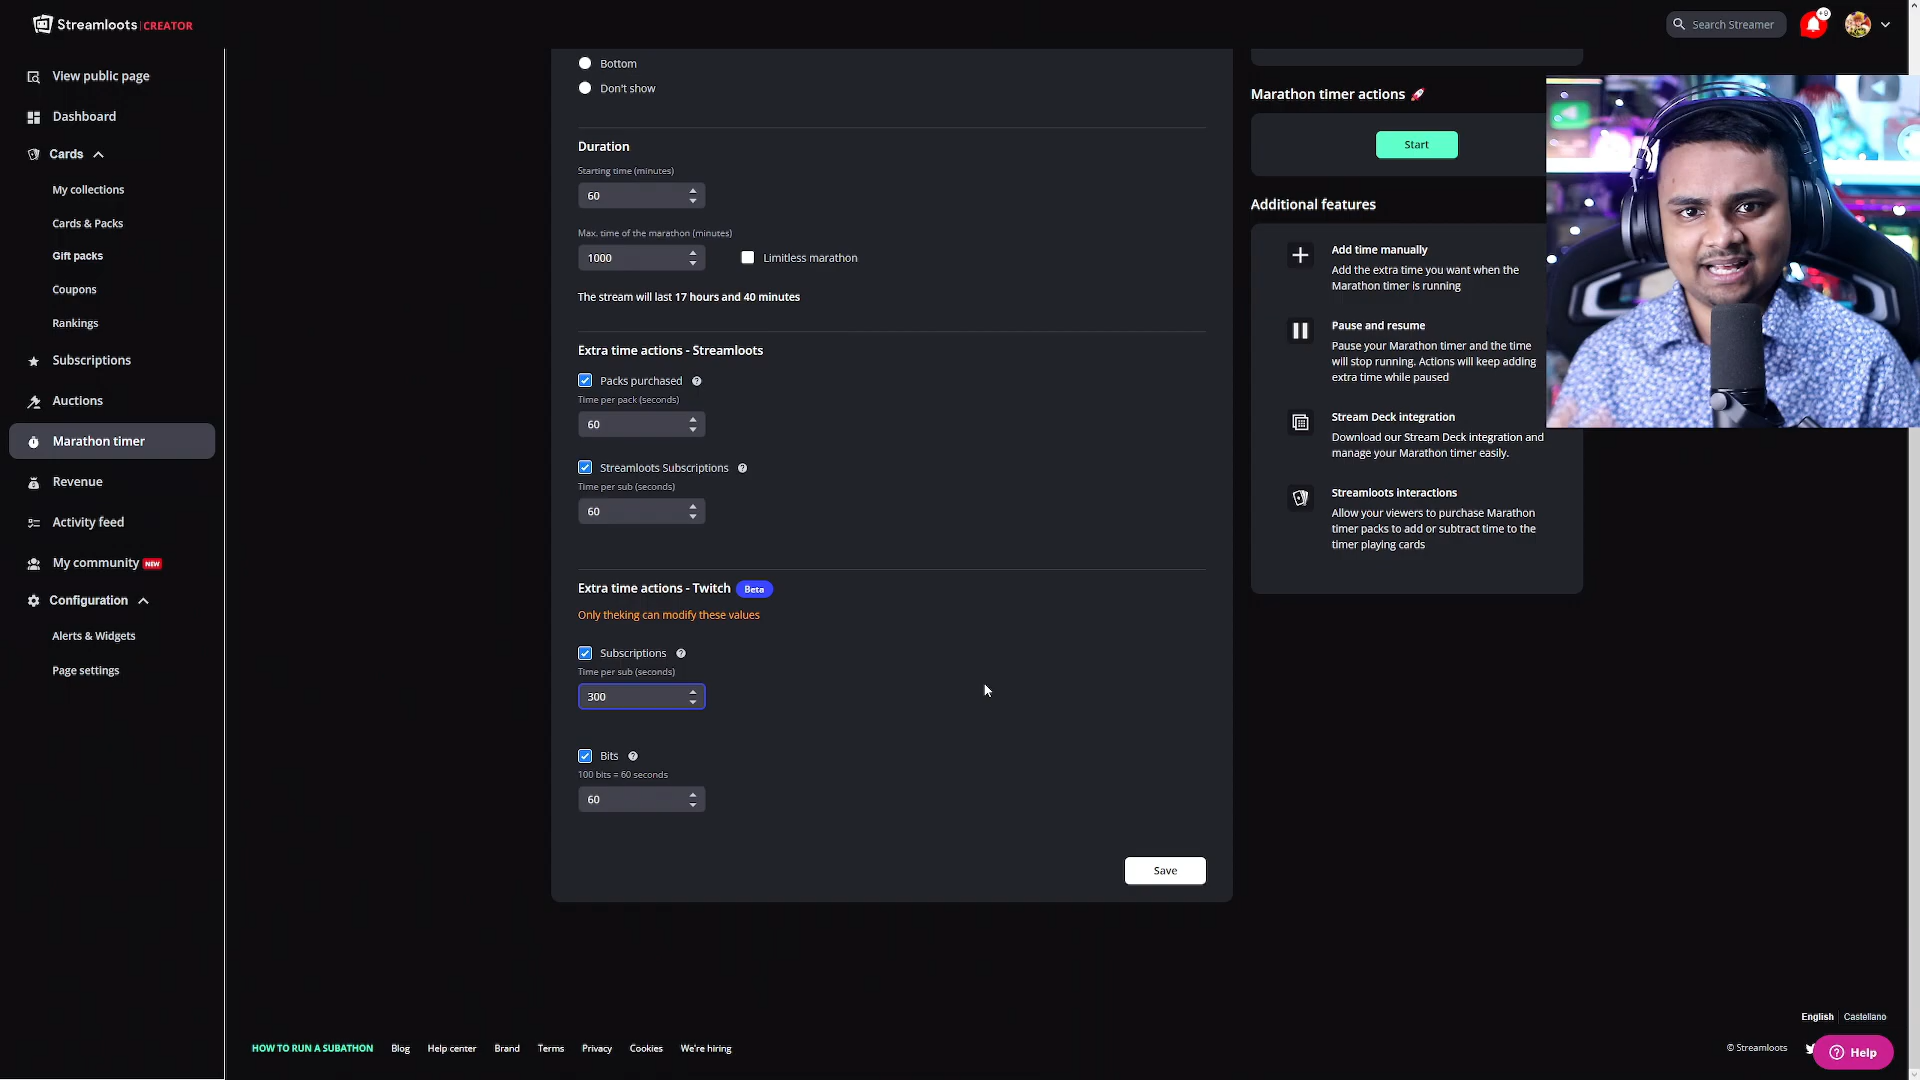 Streamloots | CREATOR
Search Streamer
+9
View public page
Dashboard
Cards
My collections
Cards & Packs
Gift packs
Coupons
Rankings
Subscriptions
Auctions
Marathon timer
Revenue
Activity feed
My community NEW
Configuration
Alerts & Widgets
Page settings
Bottom
Don't show
Duration
Starting time (minutes)
60
Max. time of the marathon (minutes)
1000
Limitless marathon
The stream will last 17 hours and 40 minutes
Extra time actions - Streamloots
Packs purchased
Time per pack (seconds)
60
Streamloots Subscriptions
Time per sub (seconds)
60
Extra time actions - Twitch Beta
Only theking can modify these values
Subscriptions
Time per sub (seconds)
300
Bits
100 bits = 60 seconds
60
Save
Marathon timer actions 🚀
Start
Additional features
Add time manually
Add the extra time you want when the
Marathon timer is running
Pause and resume
Pause your Marathon timer and the time
will stop running. Actions will keep adding
extra time while paused
Stream Deck integration
Download our Stream Deck integration and
manage your Marathon timer easily.
Streamloots interactions
Allow your viewers to purchase Marathon
timer packs to add or subtract time to the
timer playing cards
English | Castellano
HOW TO RUN A SUBATHON Blog Help center Brand Terms Privacy Cookies We're hiring
© Streamloots
Help